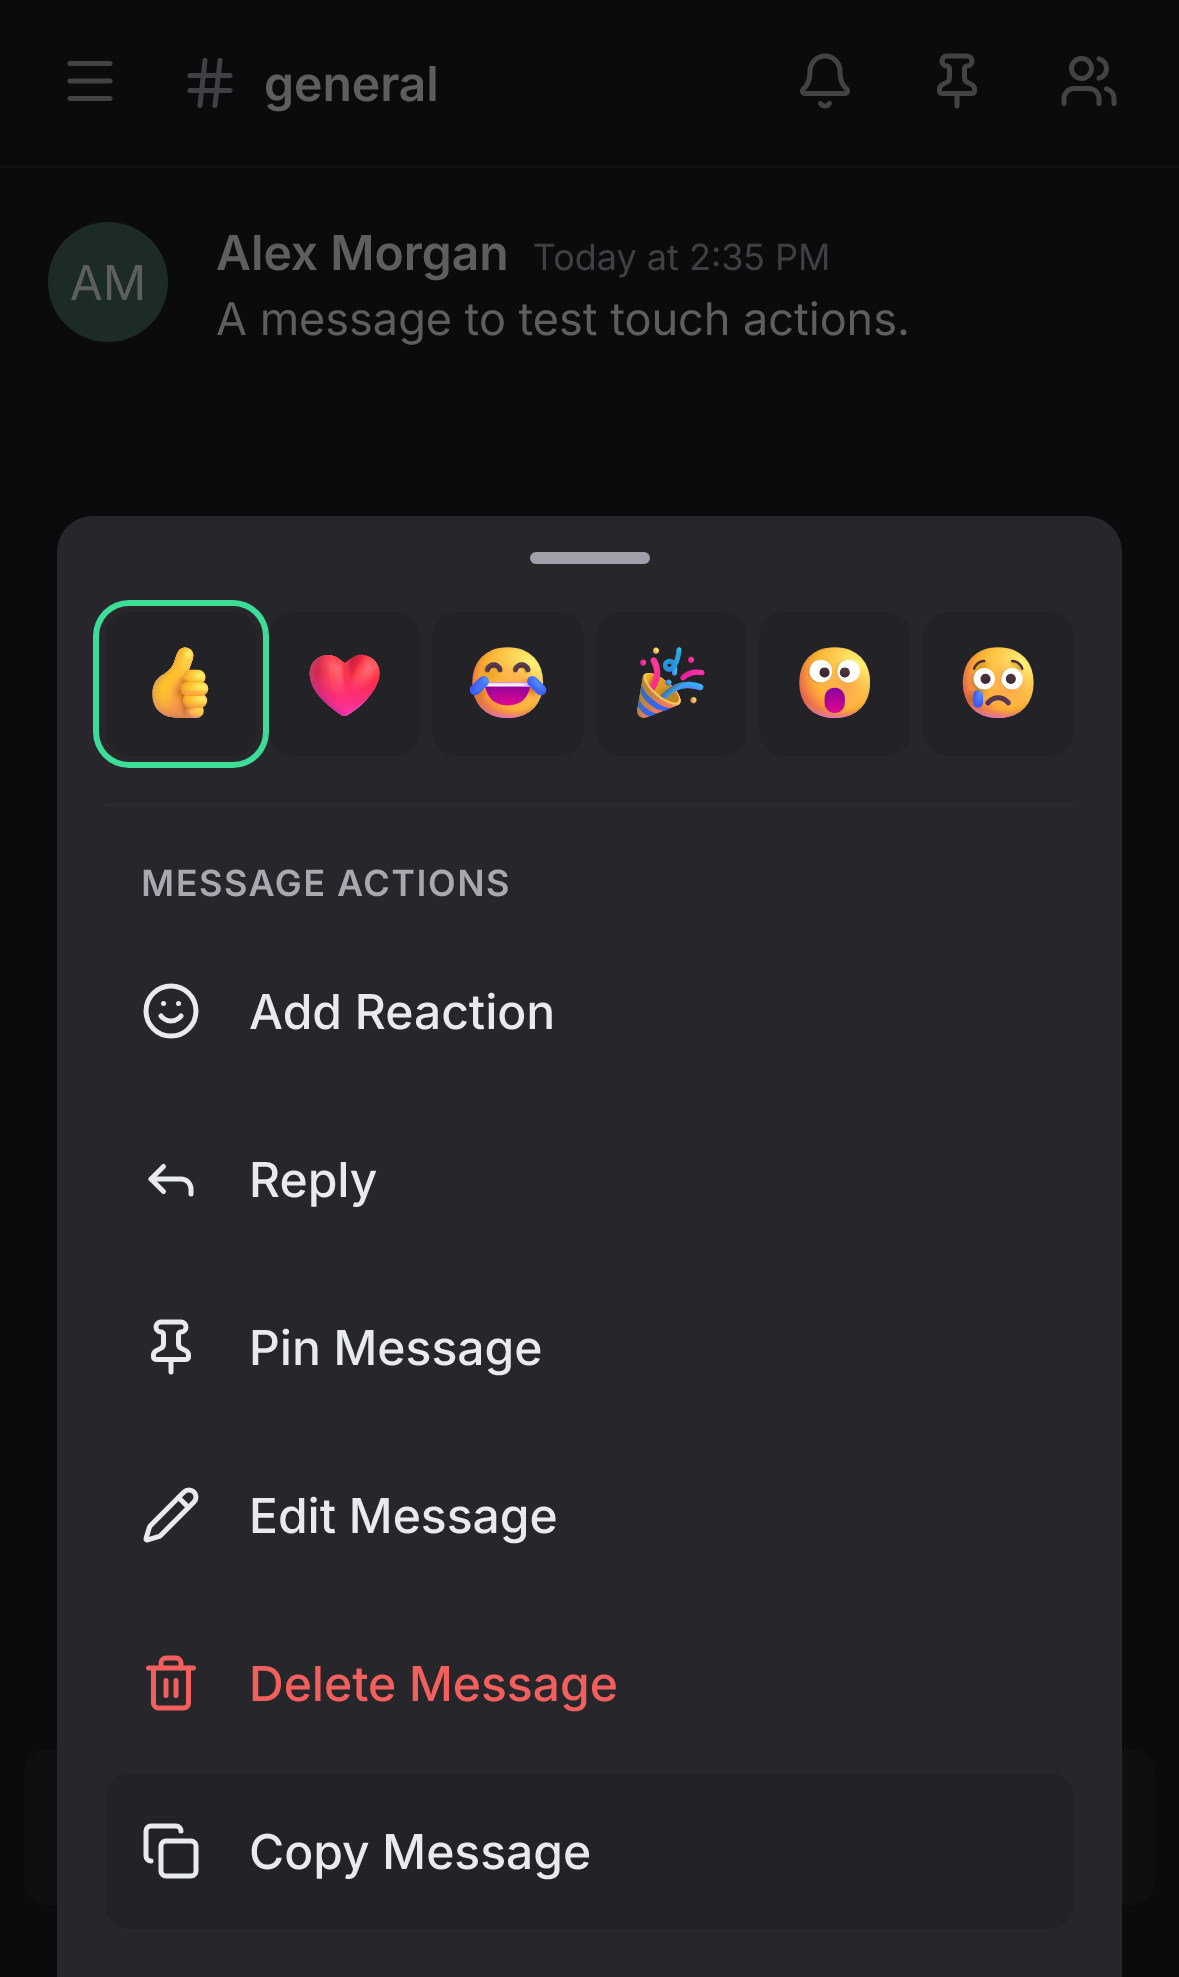 # general
AM
Alex Morgan Today at 2:35 PM
A message to test touch actions.
MESSAGE ACTIONS
Add Reaction
Reply
Pin Message
Edit Message
Delete Message
Copy Message